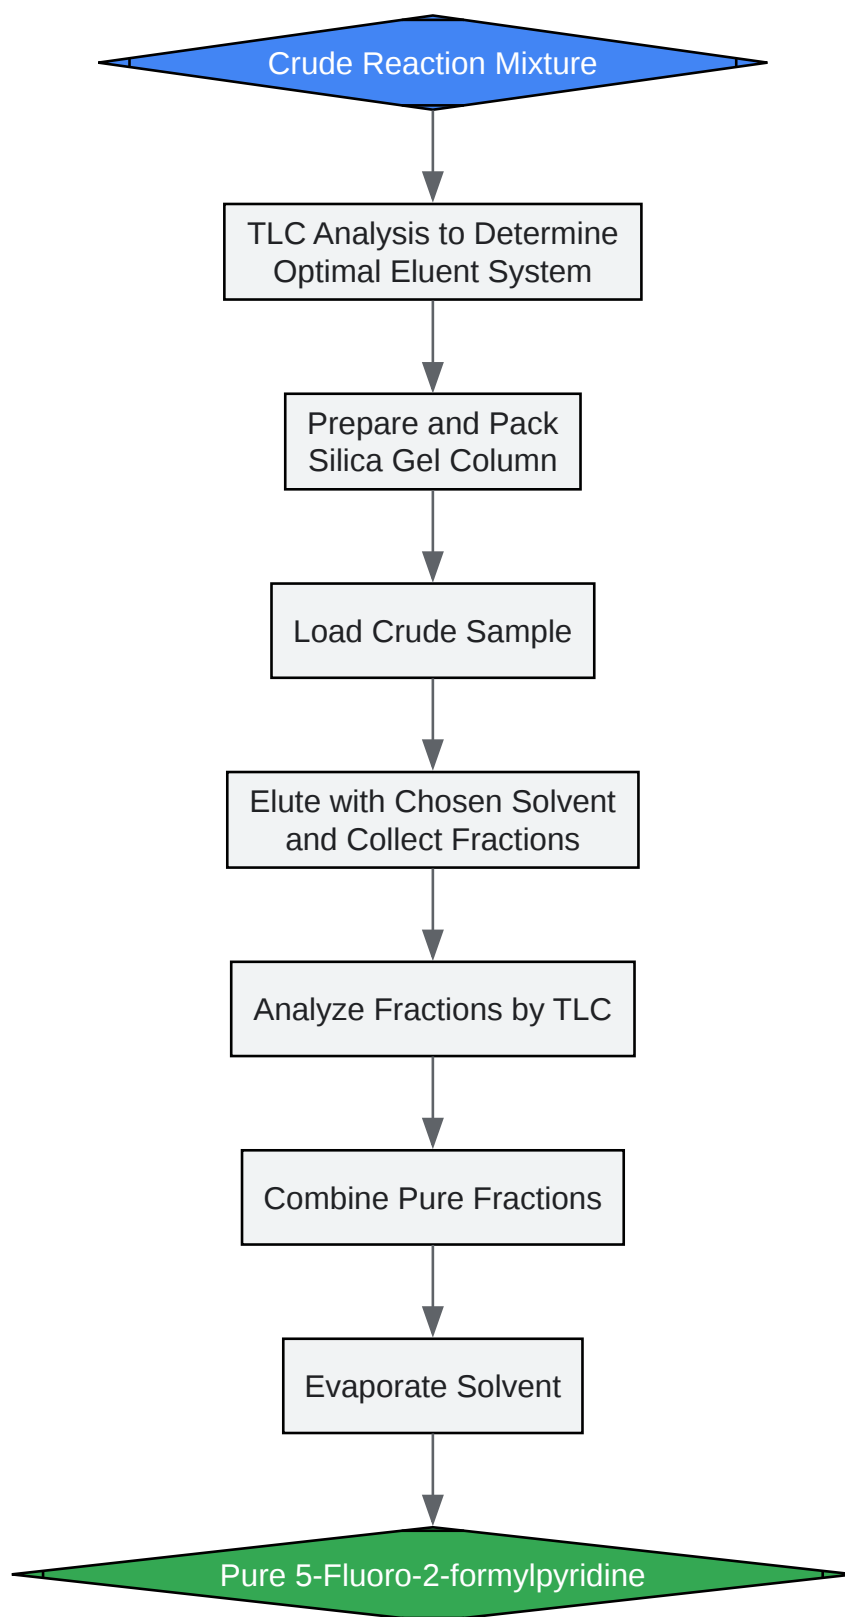 Crude Reaction Mixture
TLC Analysis to Determine
Optimal Eluent System
Prepare and Pack
Silica Gel Column
Load Crude Sample
Elute with Chosen Solvent
and Collect Fractions
Analyze Fractions by TLC
Combine Pure Fractions
Evaporate Solvent
Pure 5-Fluoro-2-formylpyridine